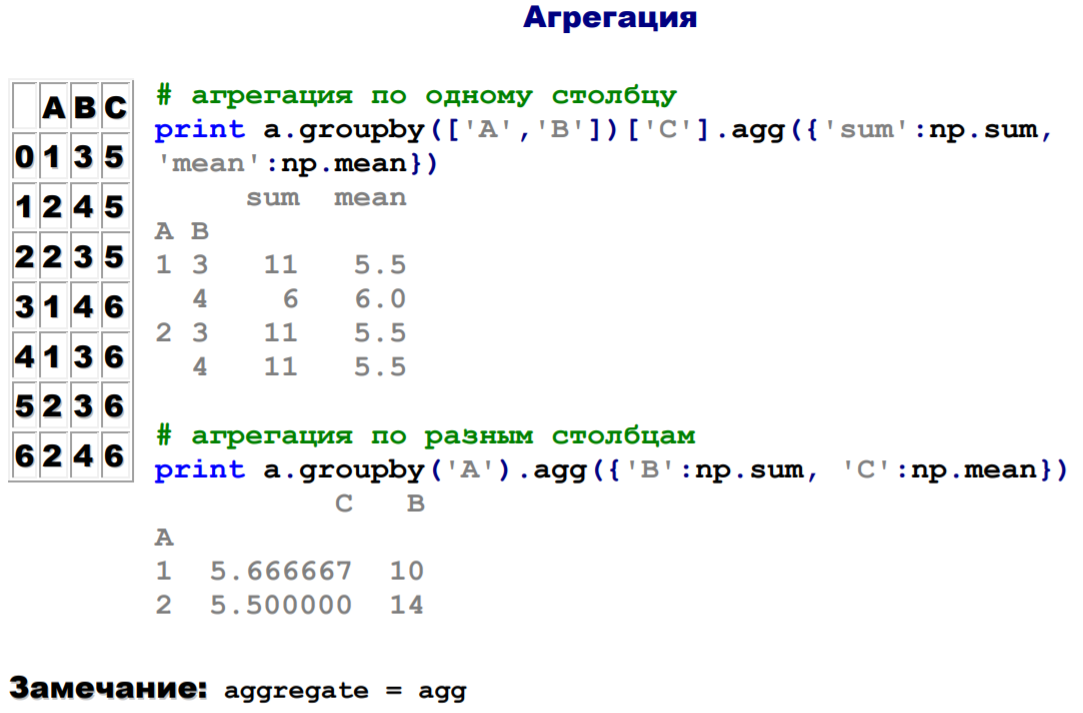 Агрегация
A B C
0 1 3 5
1 2 4 5
2 2 3 5
3 1 4 6
4 1 3 6
5 2 3 6
6 2 4 6
# агрегация по одному столбцу
print a.groupby(['A','B'])['C'].agg({'sum':np.sum,
'mean':np.mean})
sum mean
A B
1 3 11 5.5
4 6 6.0
2 3 11 5.5
4 11 5.5
# агрегация по разным столбцам
print a.groupby('A').agg({'B':np.sum, 'C':np.mean})
C B
A
1 5.666667 10
2 5.500000 14
Замечание: aggregate = agg